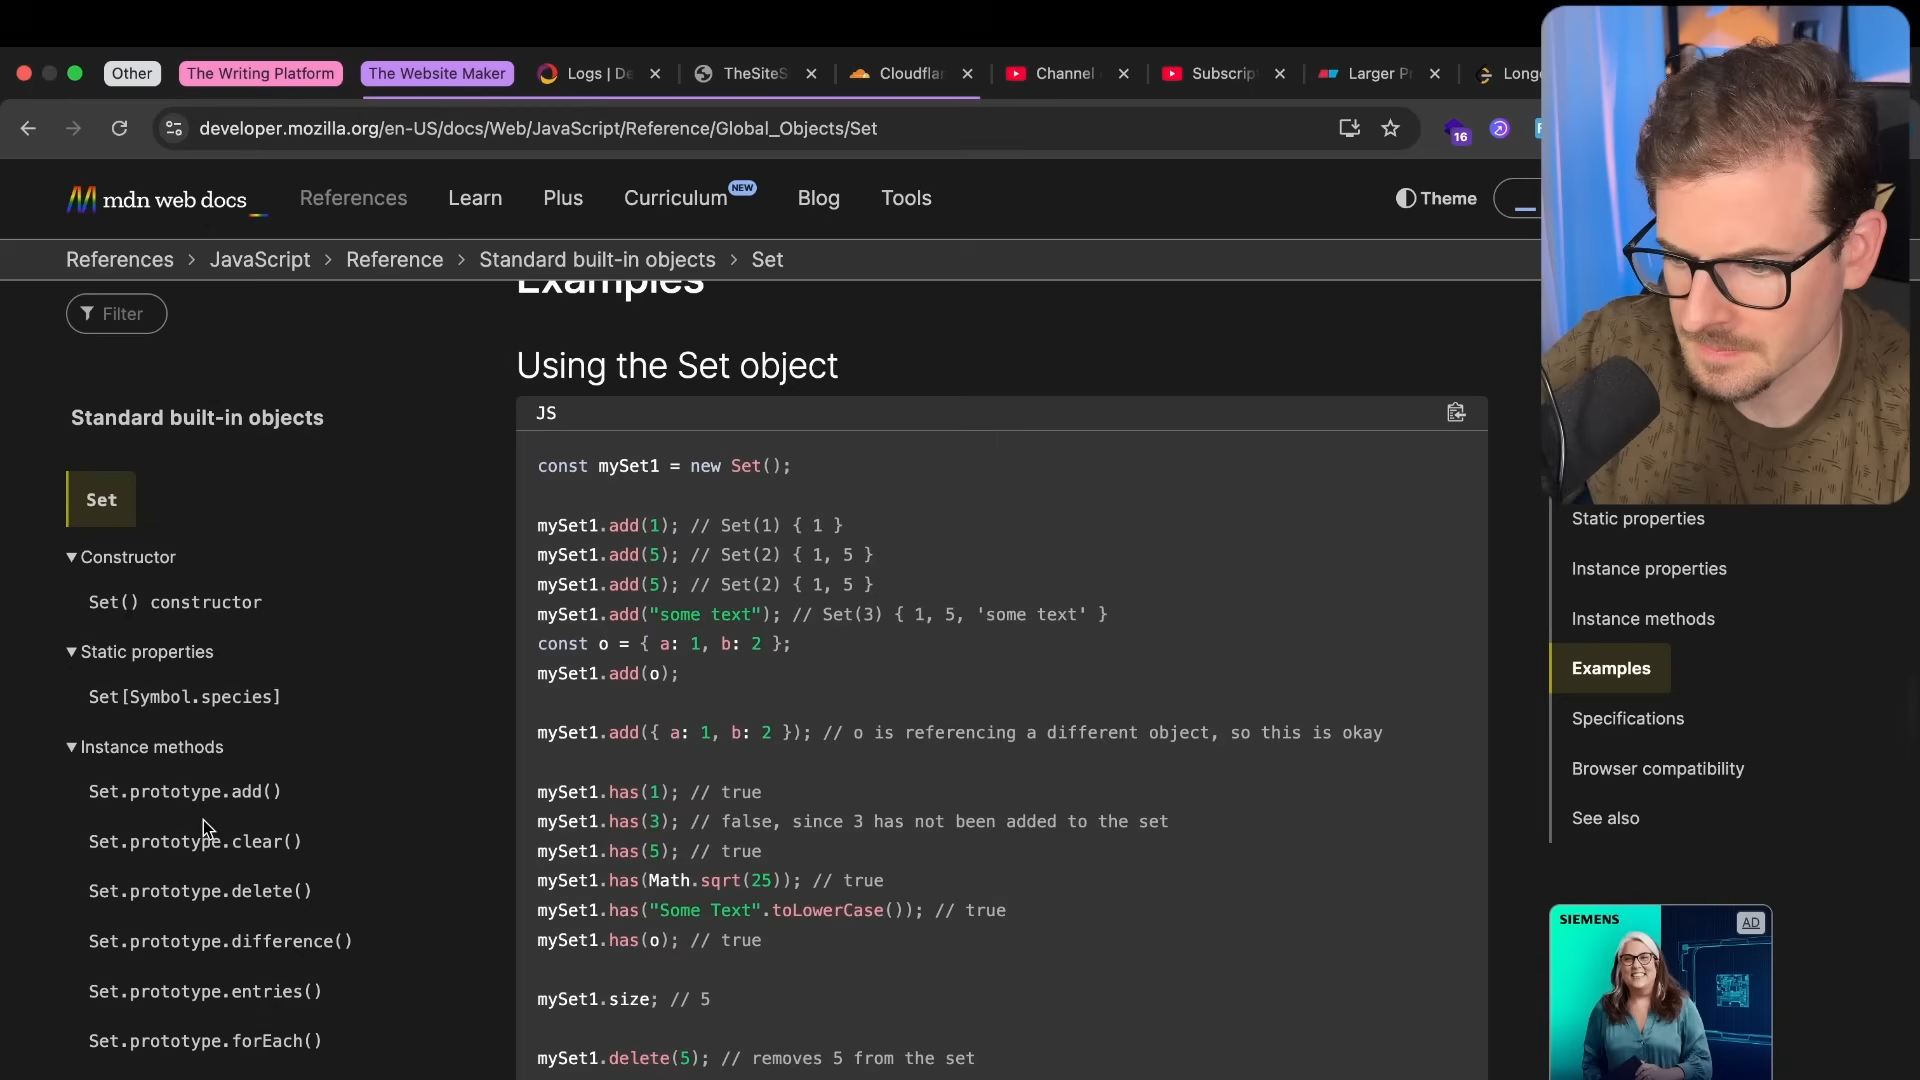 Other
The Writing Platform
The Website Maker
Logs | De
TheSiteS
Cloudflar
Channel
Subscrip
Larger P
Long
developer.mozilla.org/en-US/docs/Web/JavaScript/Reference/Global_Objects/Set
16
mdn web docs
References
Learn
Plus
Curriculum NEW
Blog
Tools
Theme
References > JavaScript > Reference > Standard built-in objects > Set
Filter
Standard built-in objects
Set
Constructor
Set() constructor
Static properties
Set[Symbol.species]
Instance methods
Set.prototype.add()
Set.prototype.clear()
Set.prototype.delete()
Set.prototype.difference()
Set.prototype.entries()
Set.prototype.forEach()
Examples
Using the Set object
JS
const mySet1 = new Set();
mySet1.add(1); // Set(1) { 1 }
mySet1.add(5); // Set(2) { 1, 5 }
mySet1.add(5); // Set(2) { 1, 5 }
mySet1.add("some text"); // Set(3) { 1, 5, 'some text' }
const o = { a: 1, b: 2 };
mySet1.add(o);
mySet1.add({ a: 1, b: 2 }); // o is referencing a different object, so this is okay
mySet1.has(1); // true
mySet1.has(3); // false, since 3 has not been added to the set
mySet1.has(5); // true
mySet1.has(Math.sqrt(25)); // true
mySet1.has("Some Text".toLowerCase()); // true
mySet1.has(o); // true
mySet1.size; // 5
mySet1.delete(5); // removes 5 from the set
Static properties
Instance properties
Instance methods
Examples
Specifications
Browser compatibility
See also
SIEMENS
AD